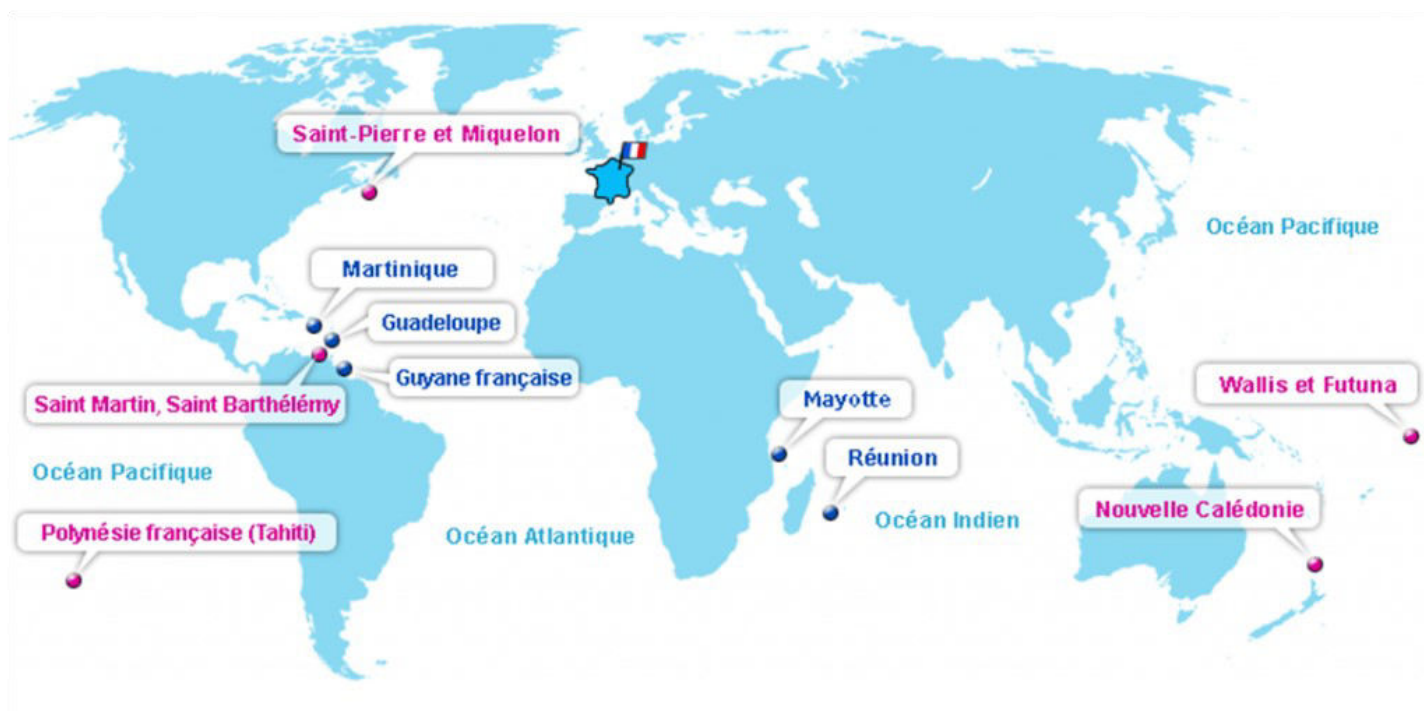 Saint-Pierre et Miquelon
Océan Pacifique
Martinique
Guadeloupe
Guyane française
Saint Martin, Saint Barthélémy
Wallis et Futuna
Mayotte
Réunion
Océan Pacifique
Nouvelle Calédonie
Océan Indien
Polynésie française (Tahiti)
Océan Atlantique